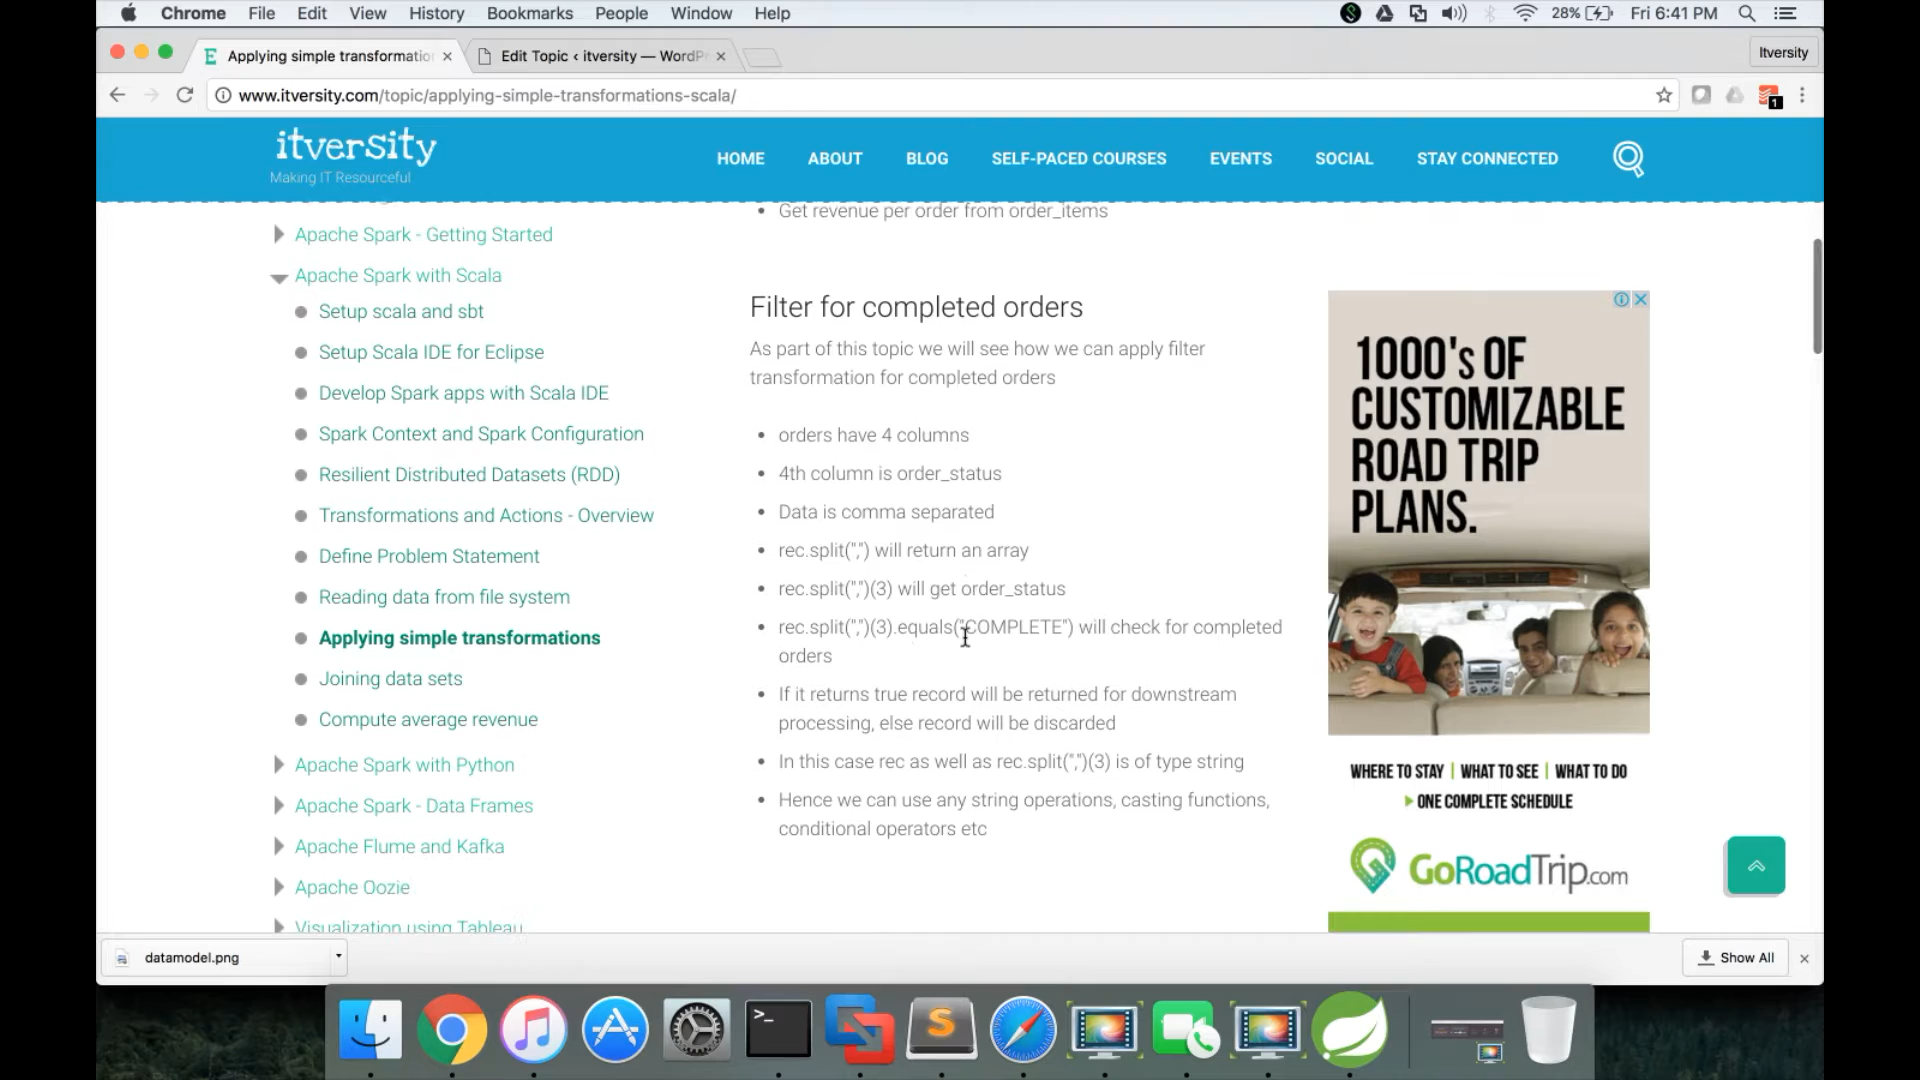 Chrome File Edit View History Bookmarks People Window Help 28% Fri 6:41 PM
Applying simple transformatio Edit Topic ‹ itversity — WordPr Itversity
www.itversity.com/topic/applying-simple-transformations-scala/
1
itversity
Making IT Resourceful
HOME ABOUT BLOG SELF-PACED COURSES EVENTS SOCIAL STAY CONNECTED
Apache Spark - Getting Started
Apache Spark with Scala
Setup scala and sbt
Setup Scala IDE for Eclipse
Develop Spark apps with Scala IDE
Spark Context and Spark Configuration
Resilient Distributed Datasets (RDD)
Transformations and Actions - Overview
Define Problem Statement
Reading data from file system
Applying simple transformations
Joining data sets
Compute average revenue
Apache Spark with Python
Apache Spark - Data Frames
Apache Flume and Kafka
Apache Oozie
Visualization using Tableau
• Get revenue per order from order_items
Filter for completed orders
As part of this topic we will see how we can apply filter
transformation for completed orders
• orders have 4 columns
• 4th column is order_status
• Data is comma separated
• rec.split(",") will return an array
• rec.split(",")(3) will get order_status
• rec.split(",")(3).equals("COMPLETE") will check for completed
orders
• If it returns true record will be returned for downstream
processing, else record will be discarded
• In this case rec as well as rec.split(",")(3) is of type string
• Hence we can use any string operations, casting functions,
conditional operators etc
1000's OF
CUSTOMIZABLE
ROAD TRIP
PLANS.
WHERE TO STAY | WHAT TO SEE | WHAT TO DO
ONE COMPLETE SCHEDULE
GoRoadTrip.com
datamodel.png
Show All